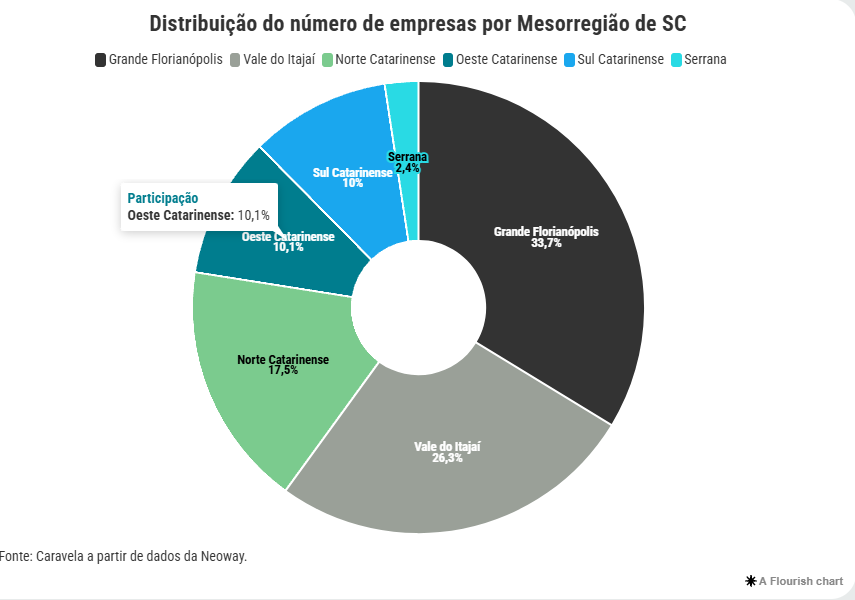 Distribuição do número de empresas por Mesorregião de SC
Grande Florianópolis Vale do Itajaí Norte Catarinense Oeste Catarinense Sul Catarinense Serrana
Serrana
2,4%
Sul Catarinense
10%
Participação
Oeste Catarinense: 10,1%
Oeste Catarinense
10,1%
Grande Florianópolis
33,7%
Norte Catarinense
17,5%
Vale do Itajaí
26,3%
Fonte: Caravela a partir de dados da Neoway.
A Flourish chart